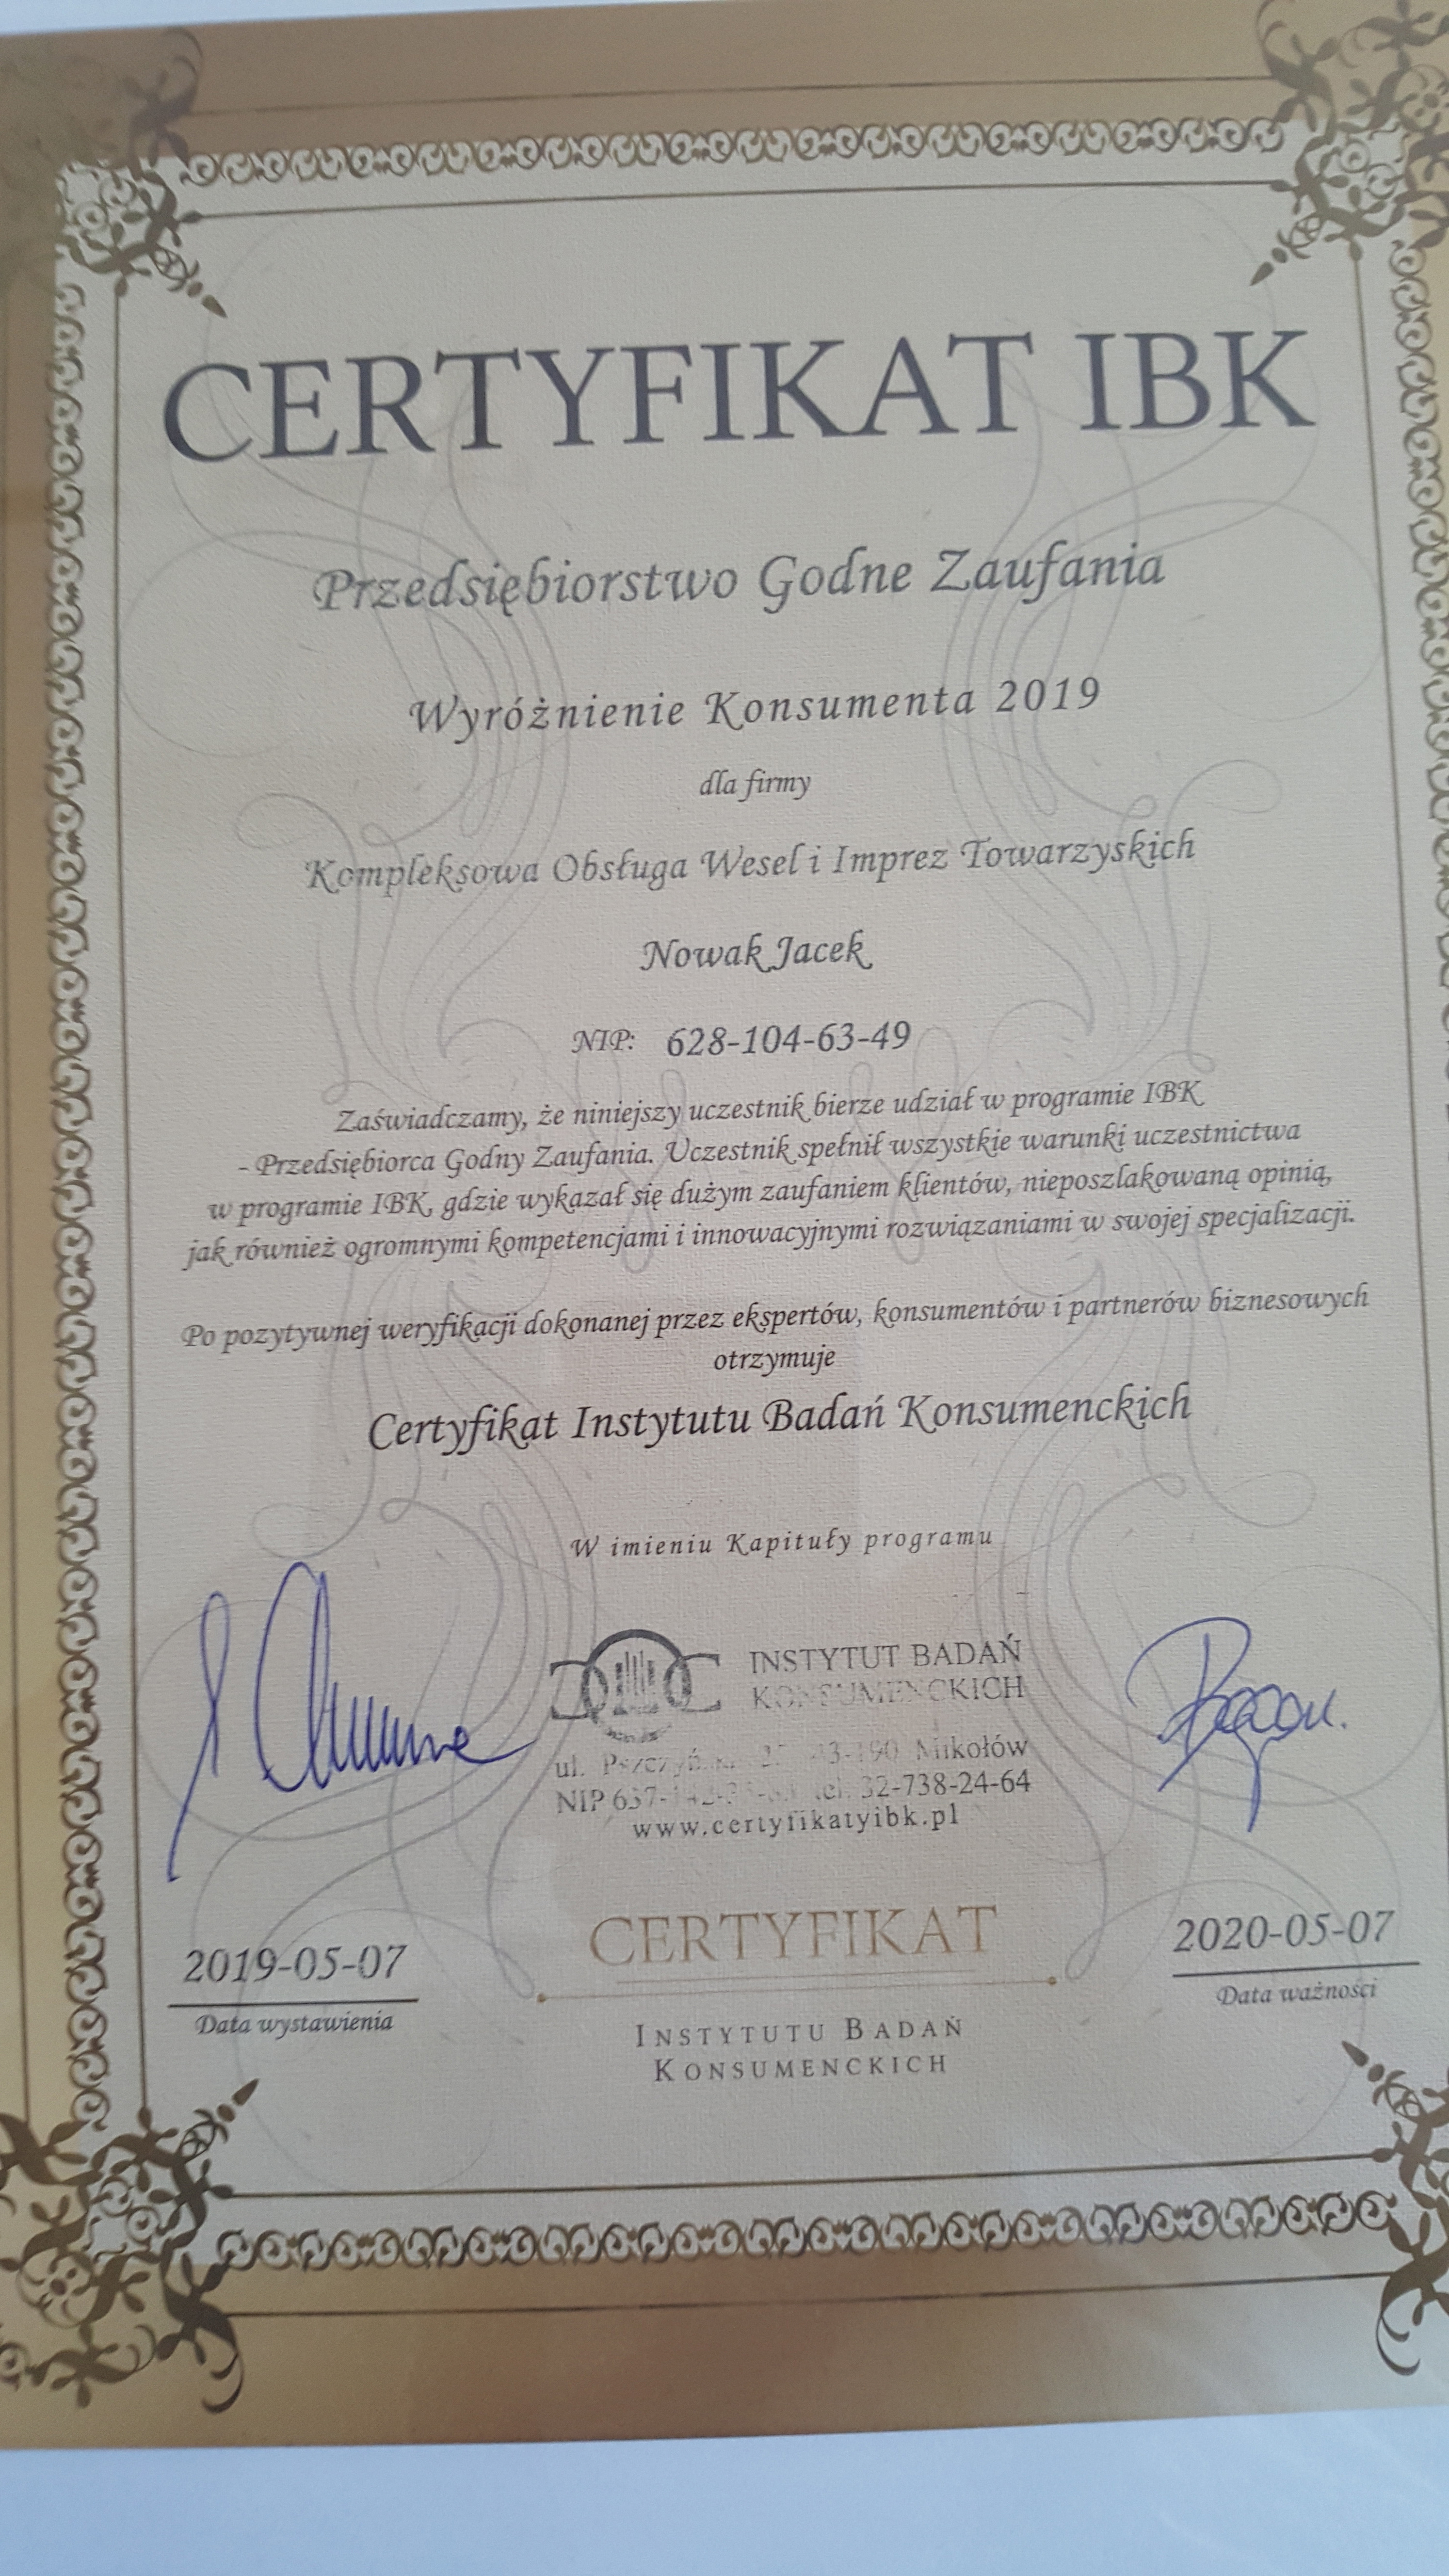 CERTYFIKAT IBK
Przedsiębiorstwo Godne Zaufania
Wyróżnienie Konsumenta 2019
dla firmy
Kompleksowa Obsługa Wesel i Imprez Towarzyskich
Nowak Jacek
NIP: 628-104-63-49
Zaświadczamy, że niniejszy uczestnik bierze udział w programie IBK
- Przedsiębiorca Godny Zaufania. Uczestnik spełnił wszystkie warunki uczestnictwa
w programie IBK, gdzie wykazał się dużym zaufaniem klientów, nieposzlakowaną opinią,
jak również ogromnymi kompetencjami i innowacyjnymi rozwiązaniami w swojej specjalizacji.
Po pozytywnej weryfikacji dokonanej przez ekspertów, konsumentów i partnerów biznesowych
otrzymuje
Certyfikat Instytutu Badań Konsumenckich
W imieniu Kapituły programu
INSTYTUT BADAŃ
KONSUMENCKICH
ul. 43-190 Mikołów
NIP tel. 32-738-24-64
www.certyfikatyibk.pl
2019-05-07
Data wystawienia
CERTYFIKAT
INSTYTUTU BADAŃ
KONSUMENCKICH
2020-05-07
Data ważności